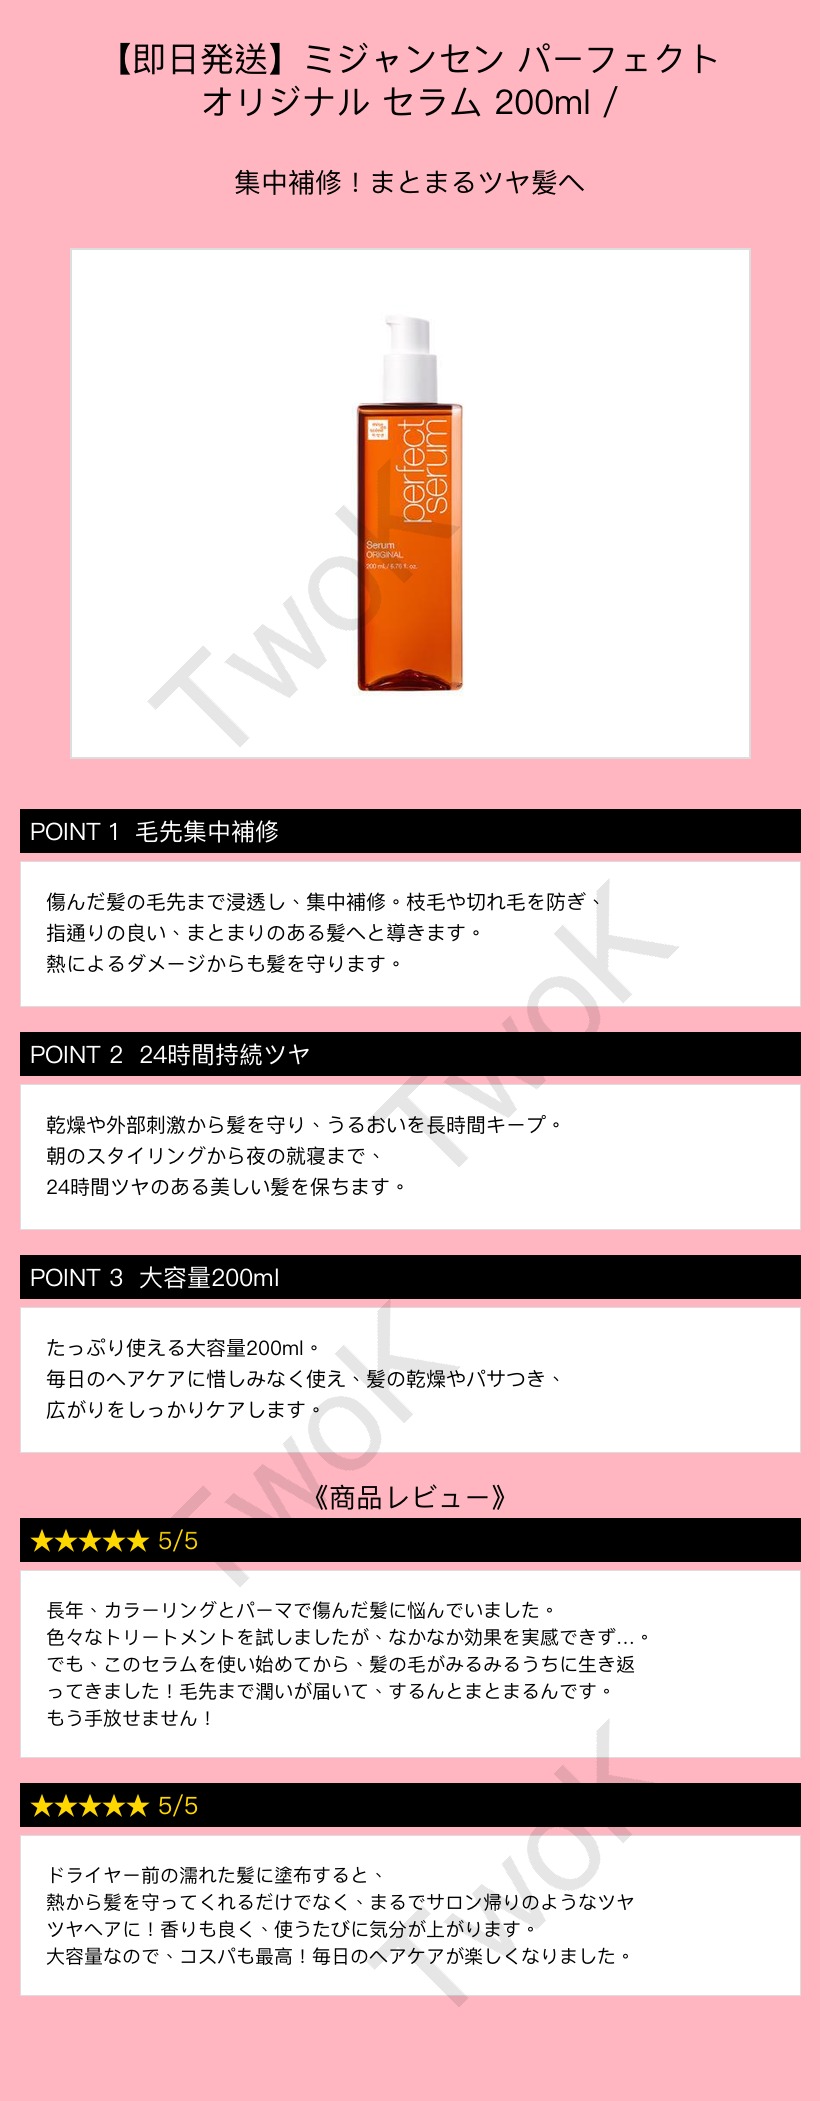 【即日発送】ミジャンセン パーフェクト
オリジナル セラム 200ml /
集中補修！まとまるツヤ髪へ
perfect
serum
Serum
ORIGINAL
200 mL / 6.76 fl. oz.
TwoK
POINT 1 毛先集中補修
傷んだ髪の毛先まで浸透し、集中補修。枝毛や切れ毛を防ぎ、
指通りの良い、まとまりのある髪へと導きます。
熱によるダメージからも髪を守ります。
TwoK
POINT 2 24時間持続ツヤ
乾燥や外部刺激から髪を守り、うるおいを長時間キープ。
朝のスタイリングから夜の就寝まで、
24時間ツヤのある美しい髪を保ちます。
POINT 3 大容量200ml
たっぷり使える大容量200ml。
毎日のヘアケアに惜しみなく使え、髪の乾燥やパサつき、
広がりをしっかりケアします。
TwoK
《商品レビュー》
★★★★★ 5/5
長年、カラーリングとパーマで傷んだ髪に悩んでいました。
色々なトリートメントを試しましたが、なかなか効果を実感できず…。
でも、このセラムを使い始めてから、髪の毛がみるみるうちに生き返
ってきました！毛先まで潤いが届いて、するんとまとまるんです。
もう手放せません！
★★★★★ 5/5
ドライヤー前の濡れた髪に塗布すると、
熱から髪を守ってくれるだけでなく、まるでサロン帰りのようなツヤ
ツヤヘアに！香りも良く、使うたびに気分が上がります。
大容量なので、コスパも最高！毎日のヘアケアが楽しくなりました。
TwoK